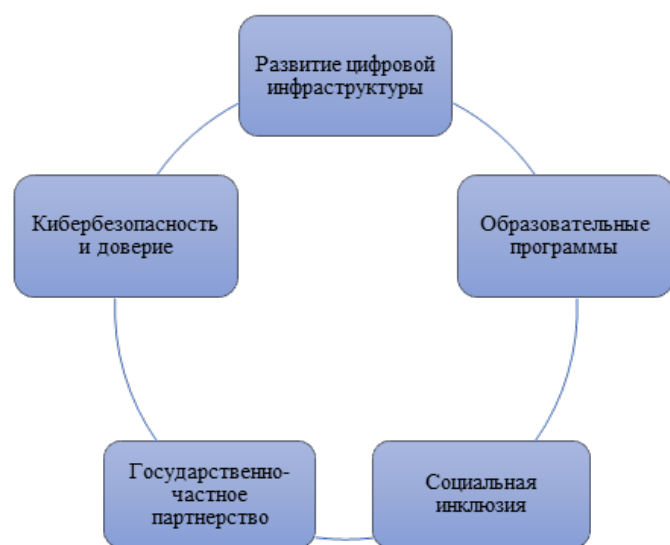 Развитие цифровой
инфраструктуры
Образовательные
программы
Социальная
инклюзия
Государственно-
частное
партнерство
Кибербезопасность
и доверие